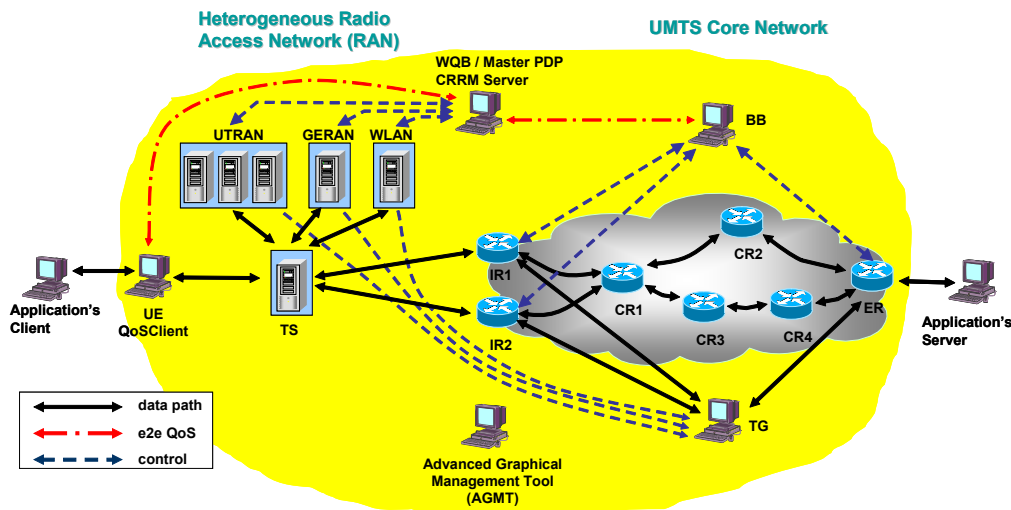 Heterogeneous Radio
Access Network (RAN)
UMTS Core Network
WQB / Master PDP
CRRM Server
UTRAN
GERAN
WLAN
BB
IR1
CR2
CR1
ER
Application's
Client
UE
QoSClient
TS
IR2
CR3
CR4
Application's
Server
TG
data path
e2e QoS
control
Advanced Graphical
Management Tool
(AGMT)